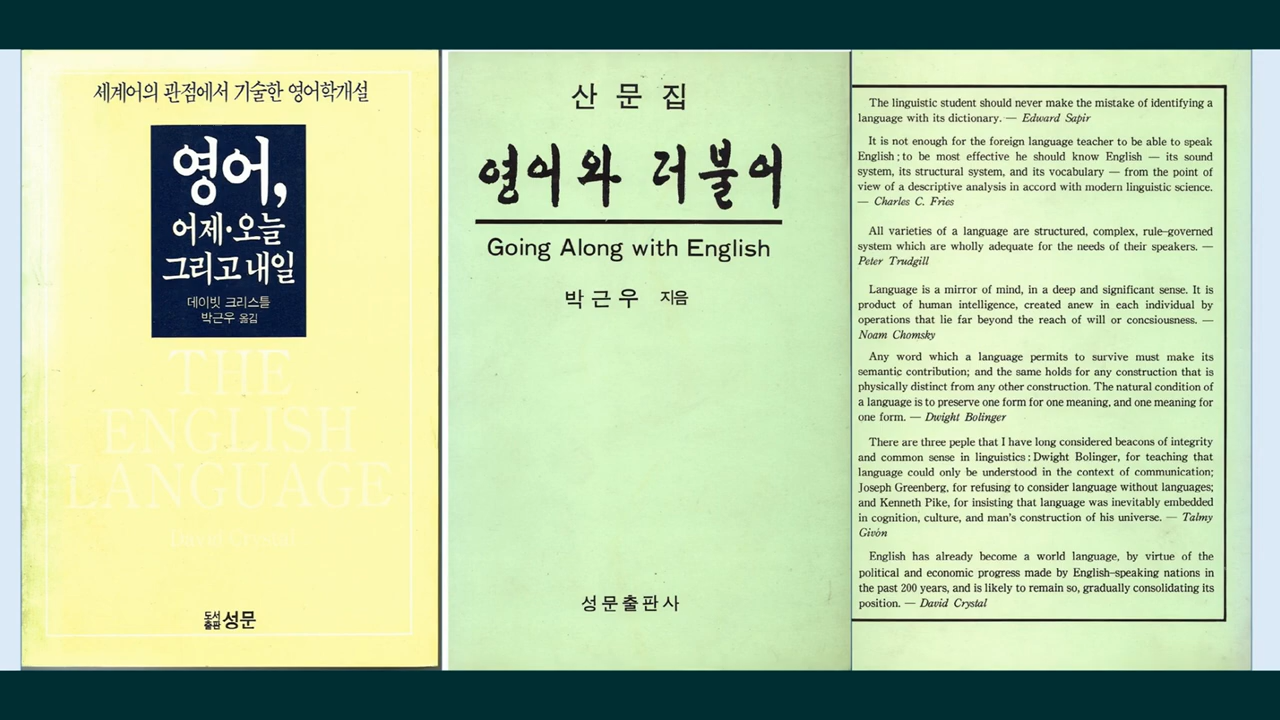 세계어의 관점에서 기술한 영어학개설
영어,
어제·오늘
그리고 내일
데이빗 크리스틀
박근우 옮김
THE
ENGLISH
LANGUAGE
David Crystal
도서
출판 성문
산문집
영어와 더불어
Going Along with English
박근우 지음
성문출판사
The linguistic student should never make the mistake of identifying a
language with its dictionary. — Edward Sapir
It is not enough for the foreign language teacher to be able to speak
English; to be most effective he should know English — its sound
system, its structural system, and its vocabulary — from the point of
view of a descriptive analysis in accord with modern linguistic science.
— Charles C. Fries
All varieties of a language are structured, complex, rule-governed
system which are wholly adequate for the needs of their speakers. —
Peter Trudgill
Language is a mirror of mind, in a deep and significant sense. It is
product of human intelligence, created anew in each individual by
operations that lie far beyond the reach of will or concsiousness. —
Noam Chomsky
Any word which a language permits to survive must make its
semantic contribution; and the same holds for any construction that is
physically distinct from any other construction. The natural condition of
a language is to preserve one form for one meaning, and one meaning for
one form. — Dwight Bolinger
There are three peple that I have long considered beacons of integrity
and common sense in linguistics: Dwight Bolinger, for teaching that
language could only be understood in the context of communication;
Joseph Greenberg, for refusing to consider language without languages;
and Kenneth Pike, for insisting that language was inevitably embedded
in cognition, culture, and man's construction of his universe. — Talmy
Givón
English has already become a world language, by virtue of the
political and economic progress made by English-speaking nations in
the past 200 years, and is likely to remain so, gradually consolidating its
position. — David Crystal